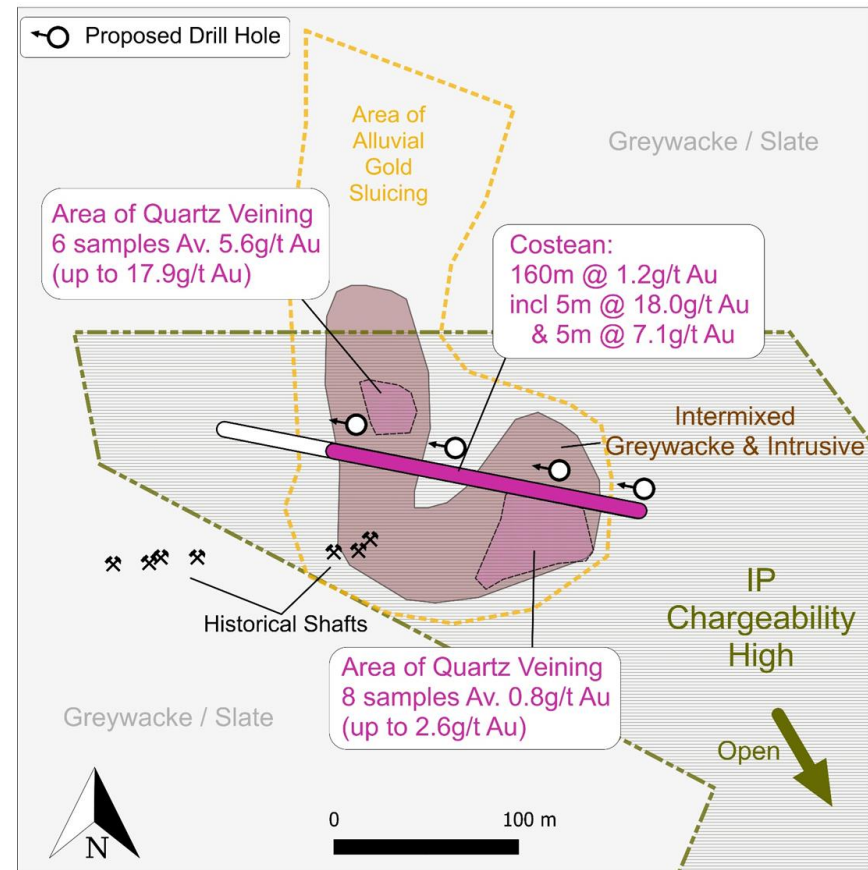 Proposed Drill Hole
Area of
Alluvial
Gold
Sluicing
Greywacke / Slate
Area of Quartz Veining
6 samples Av. 5.6g/t Au
(up to 17.9g/t Au)
Costean:
160m @ 1.2g/t Au
incl 5m @ 18.0g/t Au
& 5m @ 7.1g/t Au
Intermixed
Greywacke & Intrusive
Historical Shafts
IP
Chargeability
High
Area of Quartz Veining
8 samples Av. 0.8g/t Au
(up to 2.6g/t Au)
Greywacke / Slate
Open
N
0 100 m